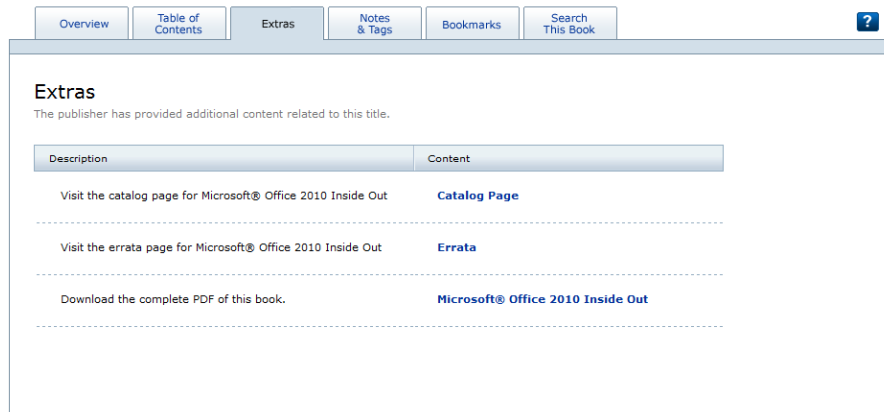 Overview
Table of
Contents
Extras
Notes
& Tags
Bookmarks
Search
This Book
?
Extras
The publisher has provided additional content related to this title.
Description Content
Visit the catalog page for Microsoft® Office 2010 Inside Out Catalog Page
Visit the errata page for Microsoft® Office 2010 Inside Out Errata
Download the complete PDF of this book. Microsoft® Office 2010 Inside Out